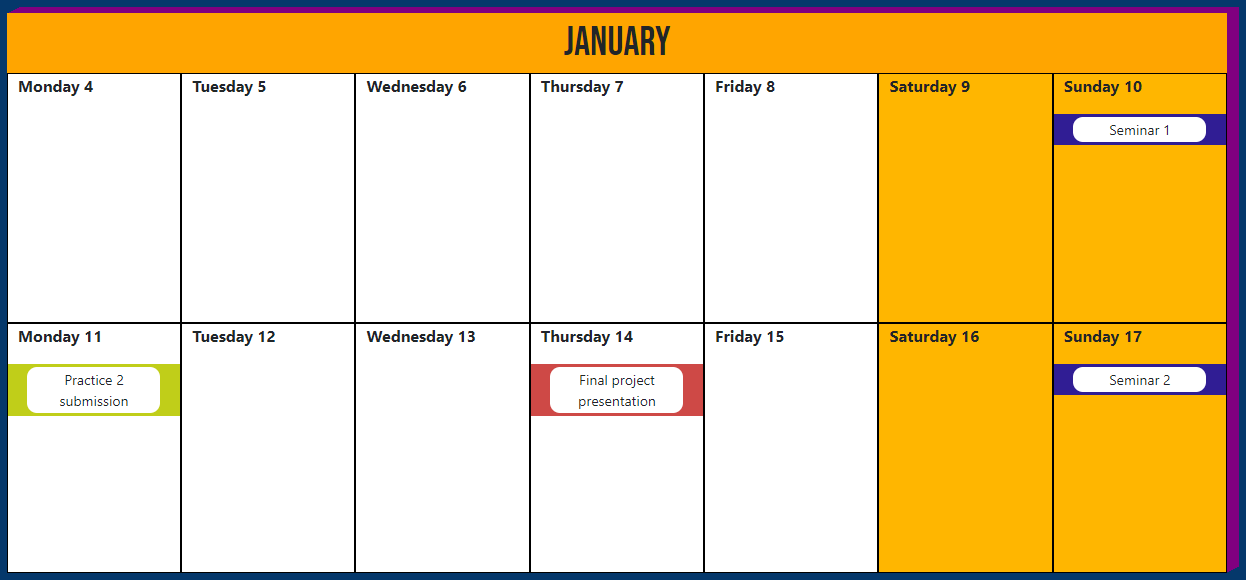 JANUARY
Monday 4
Tuesday 5
Wednesday 6
Thursday 7
Friday 8
Saturday 9
Sunday 10
Seminar 1
Monday 11
Tuesday 12
Wednesday 13
Thursday 14
Friday 15
Saturday 16
Sunday 17
Practice 2
submission
Final project
presentation
Seminar 2